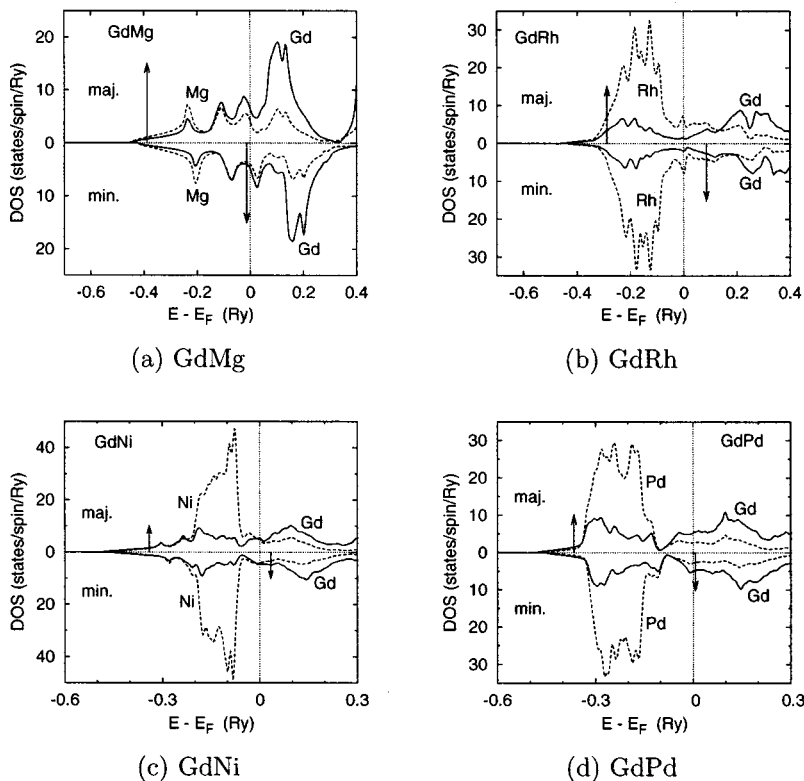 GdMg
Gd
maj.
Mg
min.
Mg
Gd
DOS (states/spin/Ry)
20
10
0
10
20
-0.6
-0.4
-0.2
0
0.2
0.4
E - E_F (Ry)
(a) GdMg
GdRh
maj.
Rh
Gd
min.
Rh
Gd
DOS (states/spin/Ry)
30
20
10
0
10
20
30
-0.6
-0.4
-0.2
0
0.2
0.4
E - E_F (Ry)
(b) GdRh
GdNi
maj.
Ni
Gd
min.
Ni
Gd
DOS (states/spin/Ry)
40
20
0
20
40
-0.6
-0.3
0
0.3
E - E_F (Ry)
(c) GdNi
GdPd
Pd
maj.
Gd
min.
Pd
Gd
DOS (states/spin/Ry)
30
20
10
0
10
20
30
-0.6
-0.3
0
0.3
E - E_F (Ry)
(d) GdPd